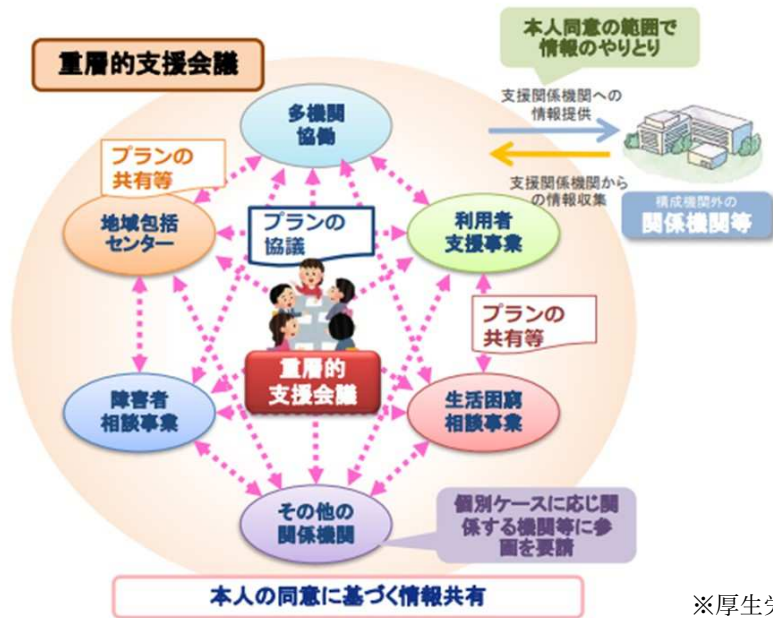 重層的支援会議
本人同意の範囲で
情報のやりとり
多機関
協働
支援関係機関への
情報提供
プランの
共有等
支援関係機関から
の情報収集
構成機関外の
関係機関等
地域包括
センター
プランの
協議
利用者
支援事業
プランの
共有等
重層的
支援会議
障害者
相談事業
生活困窮
相談事業
その他の
関係機関
個別ケースに応じ関
係する機関等に参
画を要請
本人の同意に基づく情報共有
※厚生労